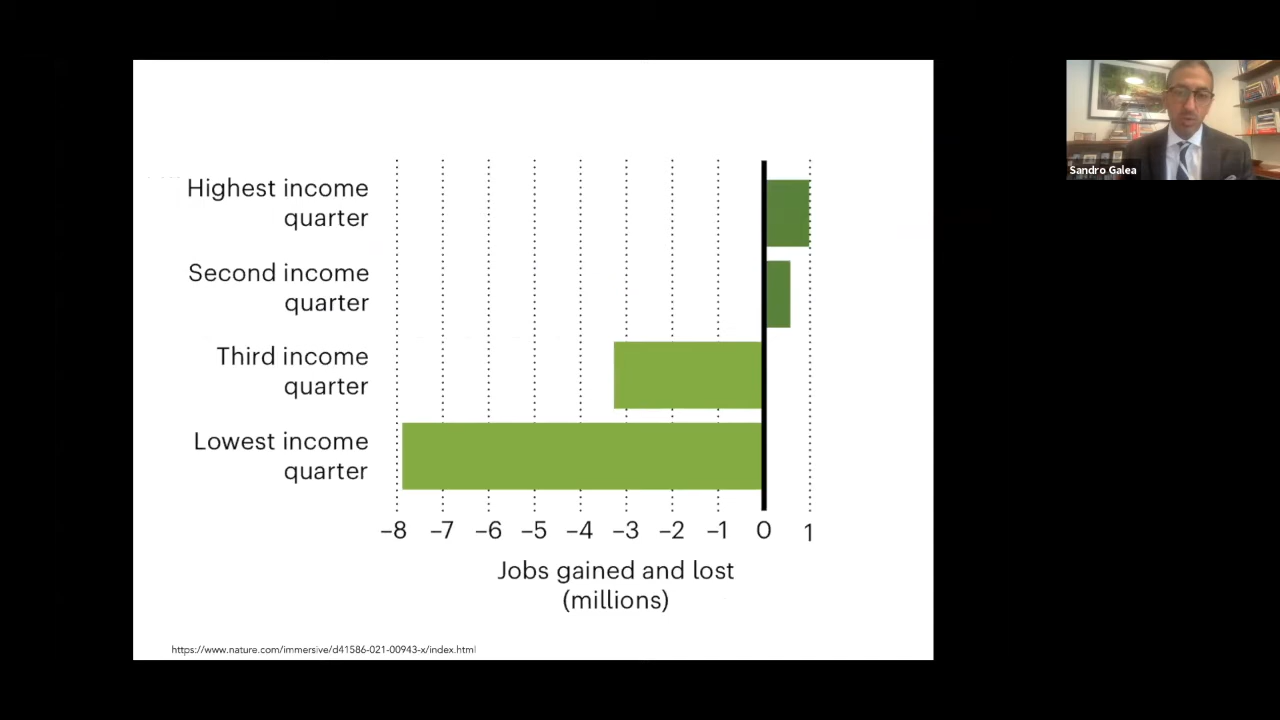 Highest income
quarter
Second income
quarter
Third income
quarter
Lowest income
quarter
–8 –7 –6 –5 –4 –3 –2 –1 0 1
Jobs gained and lost
(millions)
https://www.nature.com/immersive/d41586-021-00943-x/index.html
Sandro Galea